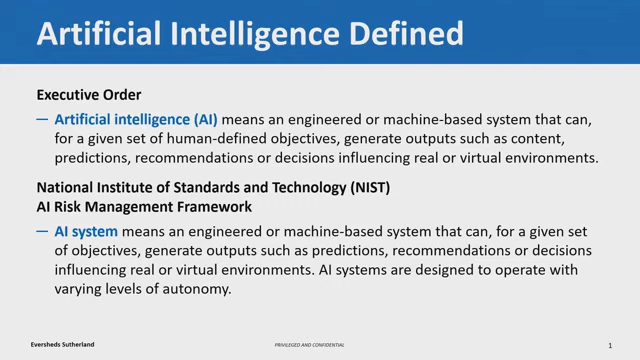 Artificial Intelligence Defined
Executive Order
— Artificial intelligence (AI) means an engineered or machine-based system that can,
for a given set of human-defined objectives, generate outputs such as content,
predictions, recommendations or decisions influencing real or virtual environments.
National Institute of Standards and Technology (NIST)
AI Risk Management Framework
— AI system means an engineered or machine-based system that can, for a given set
of objectives, generate outputs such as predictions, recommendations or decisions
influencing real or virtual environments. AI systems are designed to operate with
varying levels of autonomy.
Eversheds Sutherland
PRIVILEGED AND CONFIDENTIAL
1